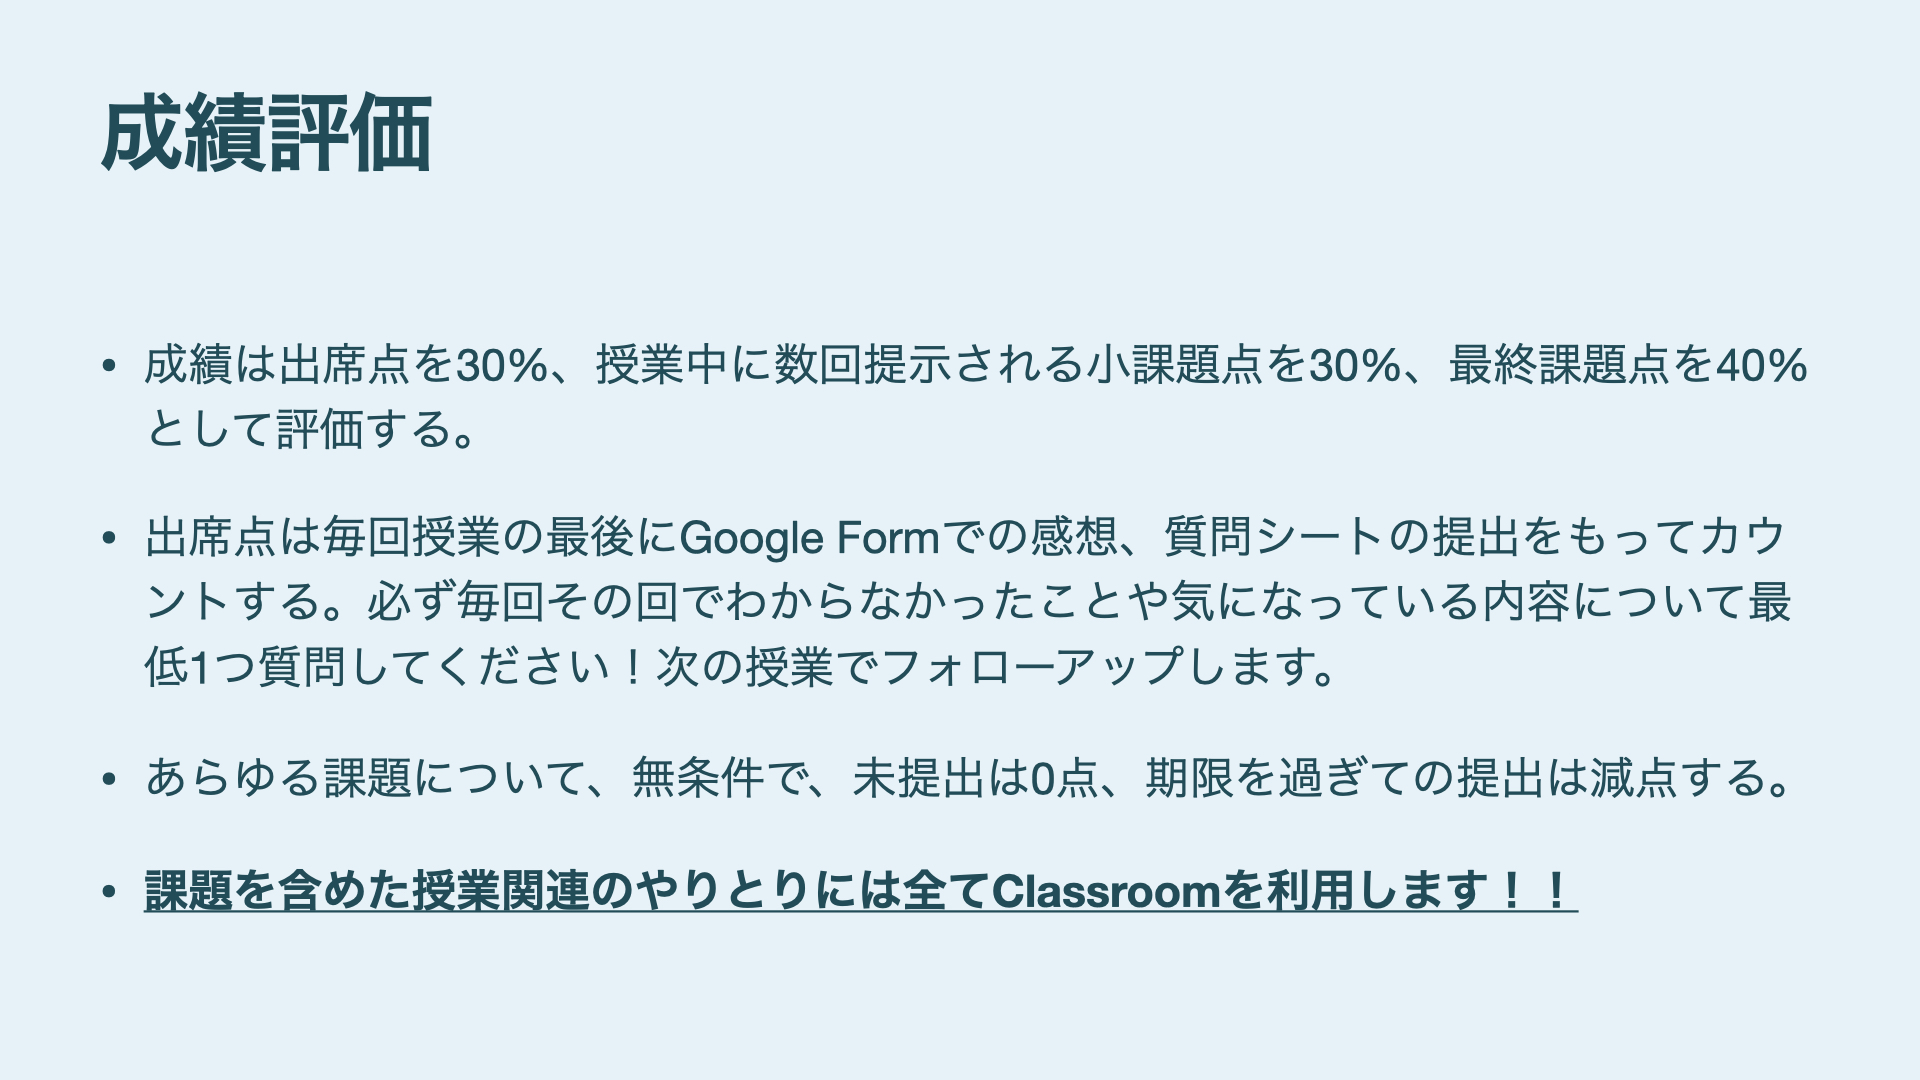 成績評価
• 成績は出席点を30%、授業中に数回提示される小課題点を30%、最終課題点を40%
として評価する。
• 出席点は毎回授業の最後にGoogle Formでの感想、質問シートの提出をもってカウ
ントする。必ず毎回その回でわからなかったことや気になっている内容について最
低1つ質問してください！次の授業でフォローアップします。
• あらゆる課題について、無条件で、未提出は0点、期限を過ぎての提出は減点する。
• 課題を含めた授業関連のやりとりには全てClassroomを利用します！！